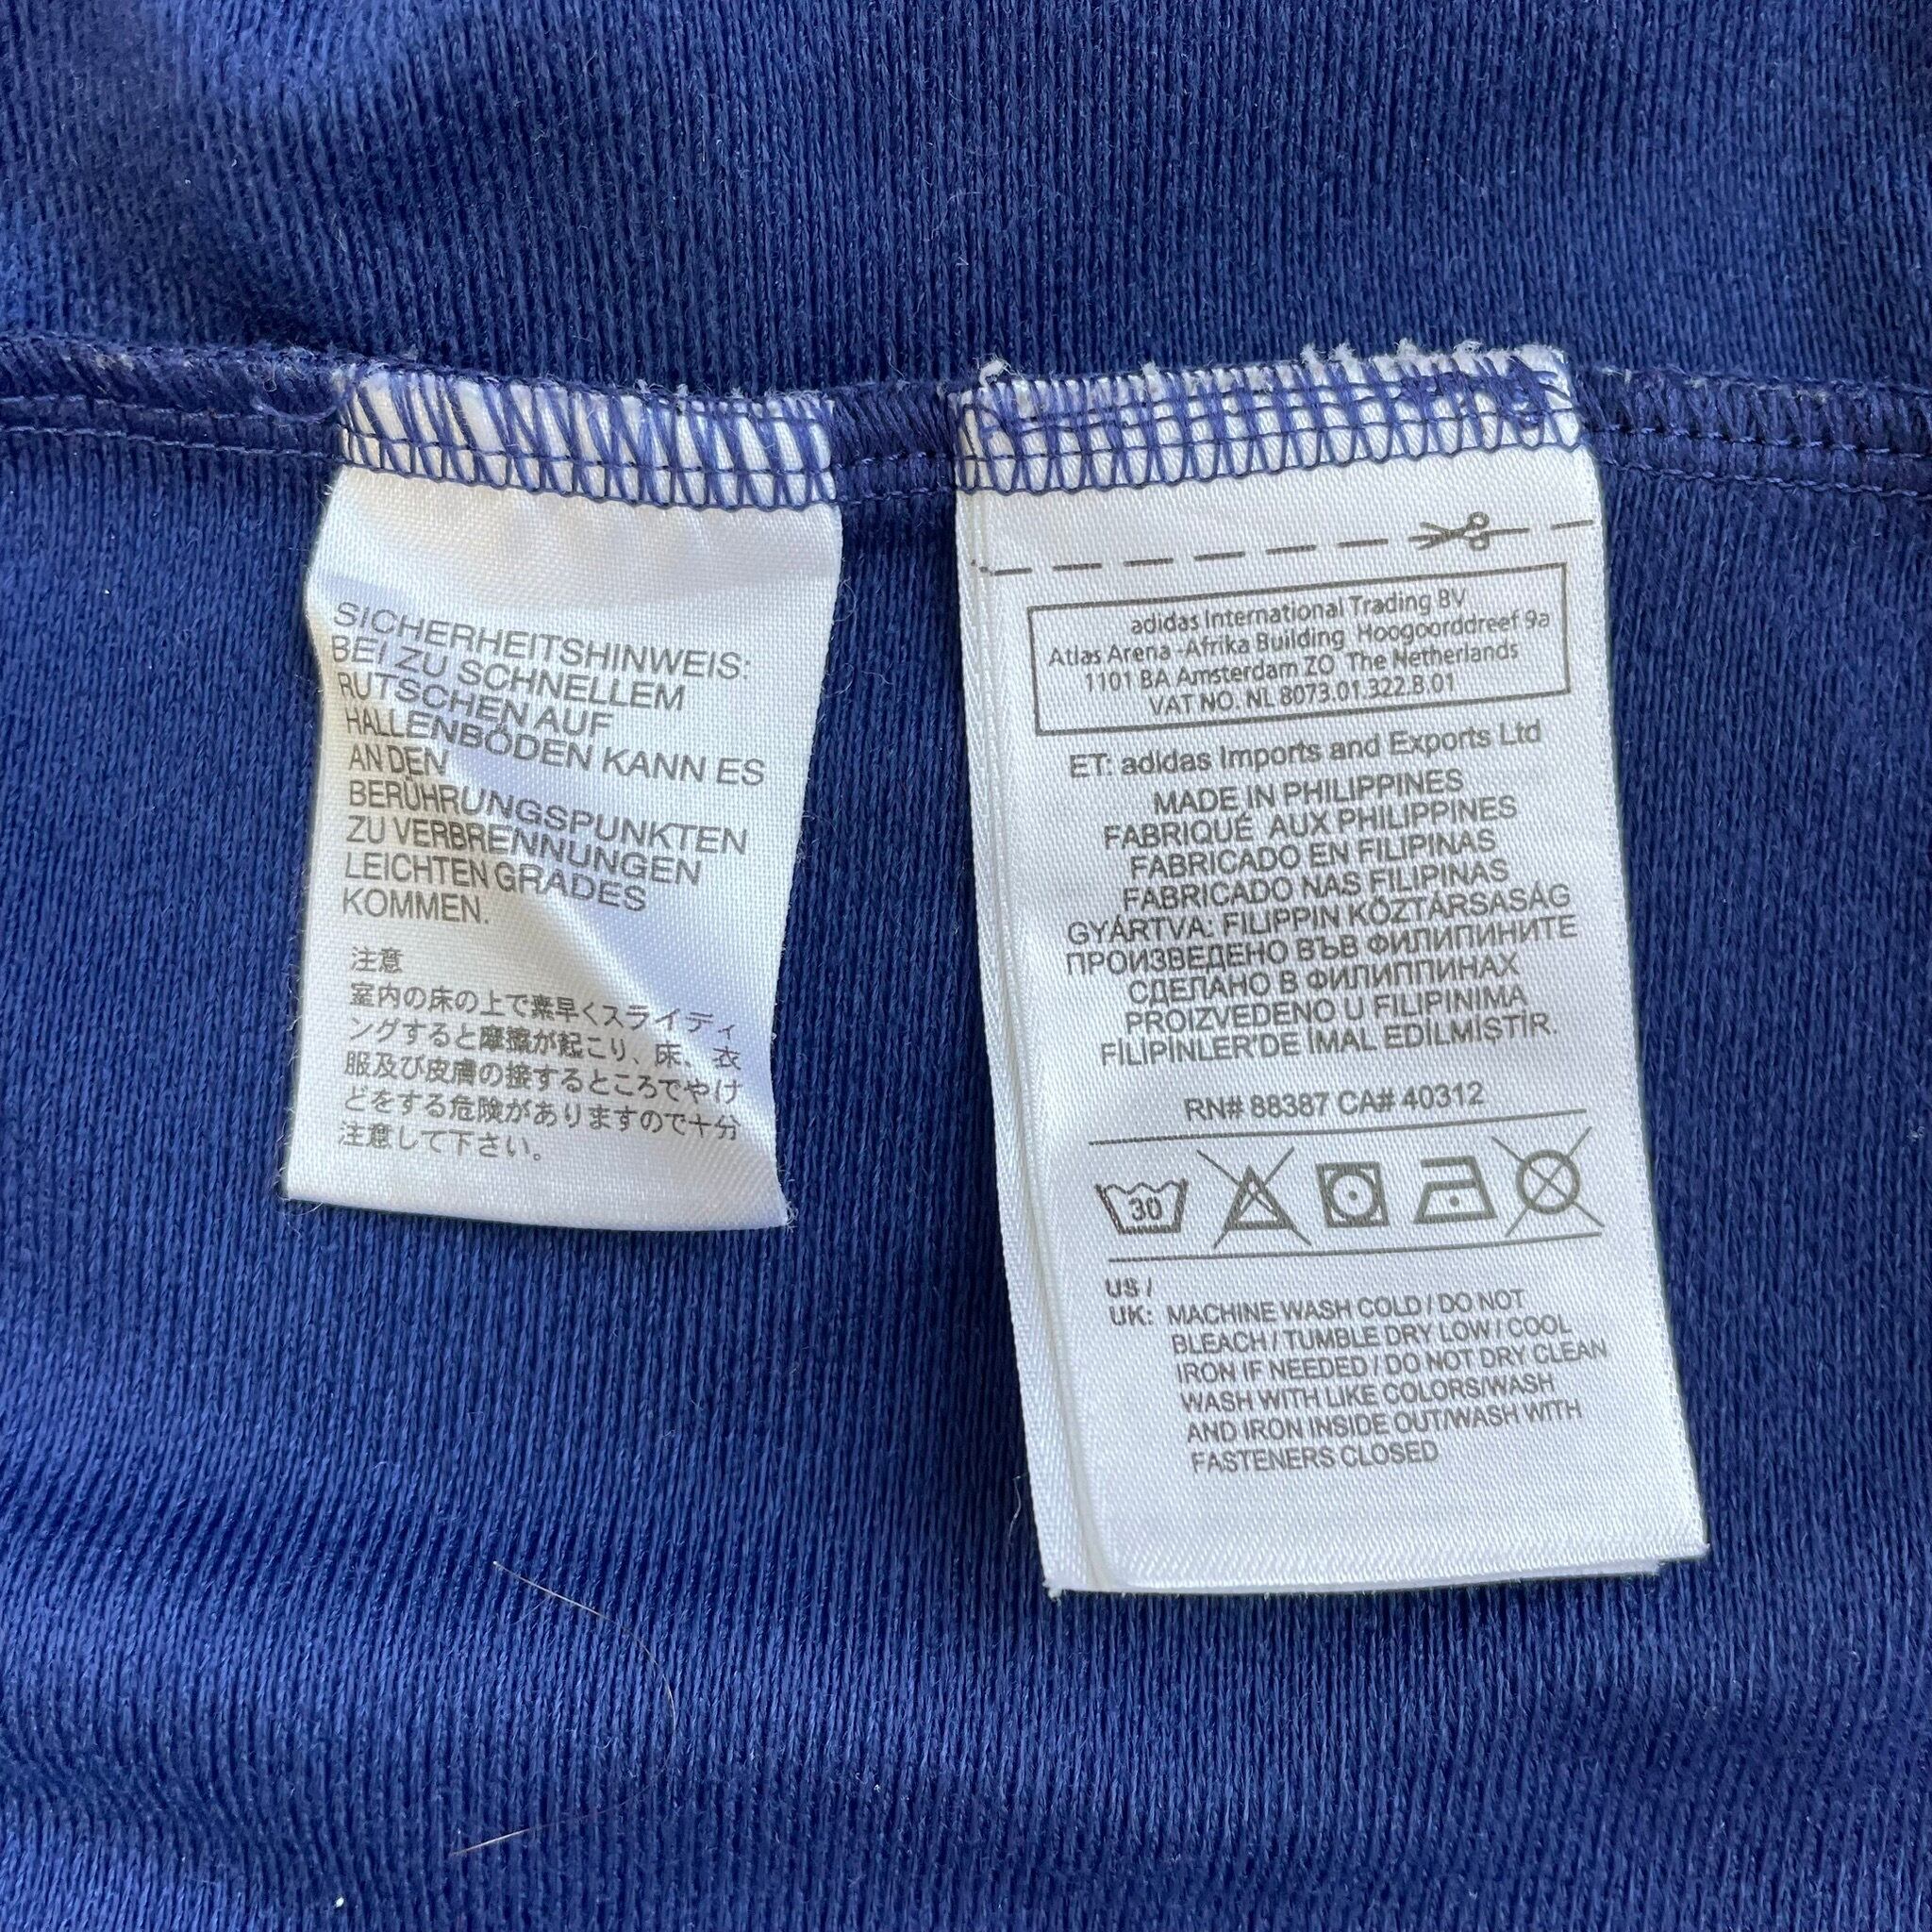 SICHERHEITSHINWEIS:
BEI ZU SCHNELLEM
RUTSCHEN AUF
HALLENBÖDEN KANN ES
AN DEN
BERÜHRUNGSPUNKTEN
ZU VERBRENNUNGEN
LEICHTEN GRADES
KOMMEN.
注意
室内の床の上で素早くスライディ
ングすると摩擦が起こり、床、衣
服及び皮膚の接するところでやけ
どをする危険がありますので十分
注意して下さい。
adidas International Trading BV
Atlas Arena -Afrika Building Hoogoorddreef 9a
1101 BA Amsterdam ZO The Netherlands
VAT NO. NL 8073.01.322.B.01
ET: adidas Imports and Exports Ltd
MADE IN PHILIPPINES
FABRIQUÉ AUX PHILIPPINES
FABRICADO EN FILIPINAS
FABRICADO NAS FILIPINAS
GYÁRTVA: FILIPPIN KÖZTÁRSASÁG
ПРОИЗВЕДЕНО ВЪВ ФИЛИПИНИТЕ
СДЕЛАНО В ФИЛИППИНАХ
PROIZVEDENO U FILIPINIMA
FİLİPİNLER'DE İMAL EDİLMİŞTİR.
RN# 88387 CA# 40312
30
US /
UK: MACHINE WASH COLD / DO NOT
BLEACH / TUMBLE DRY LOW / COOL
IRON IF NEEDED / DO NOT DRY CLEAN
WASH WITH LIKE COLORS/WASH
AND IRON INSIDE OUT/WASH WITH
FASTENERS CLOSED